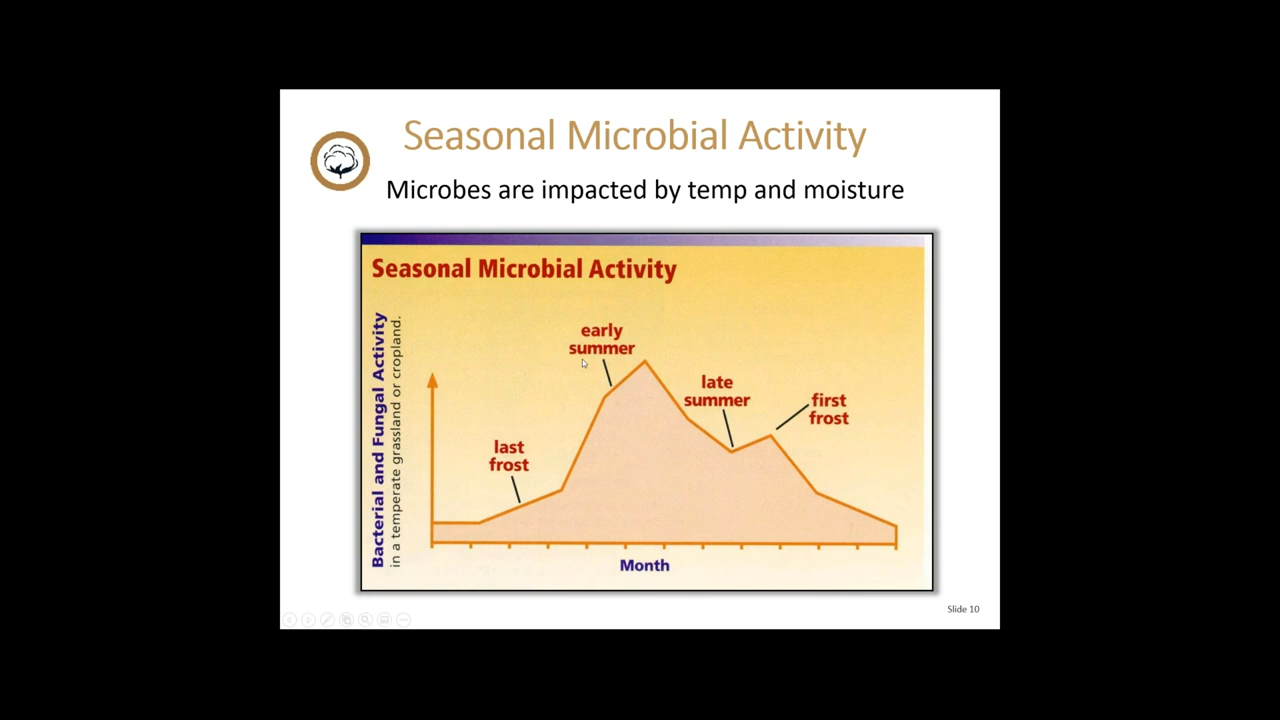 Seasonal Microbial Activity
Microbes are impacted by temp and moisture
Seasonal Microbial Activity
Bacterial and Fungal Activity
in a temperate grassland or cropland.
early
summer
late
summer
first
frost
last
frost
Month
Slide 10